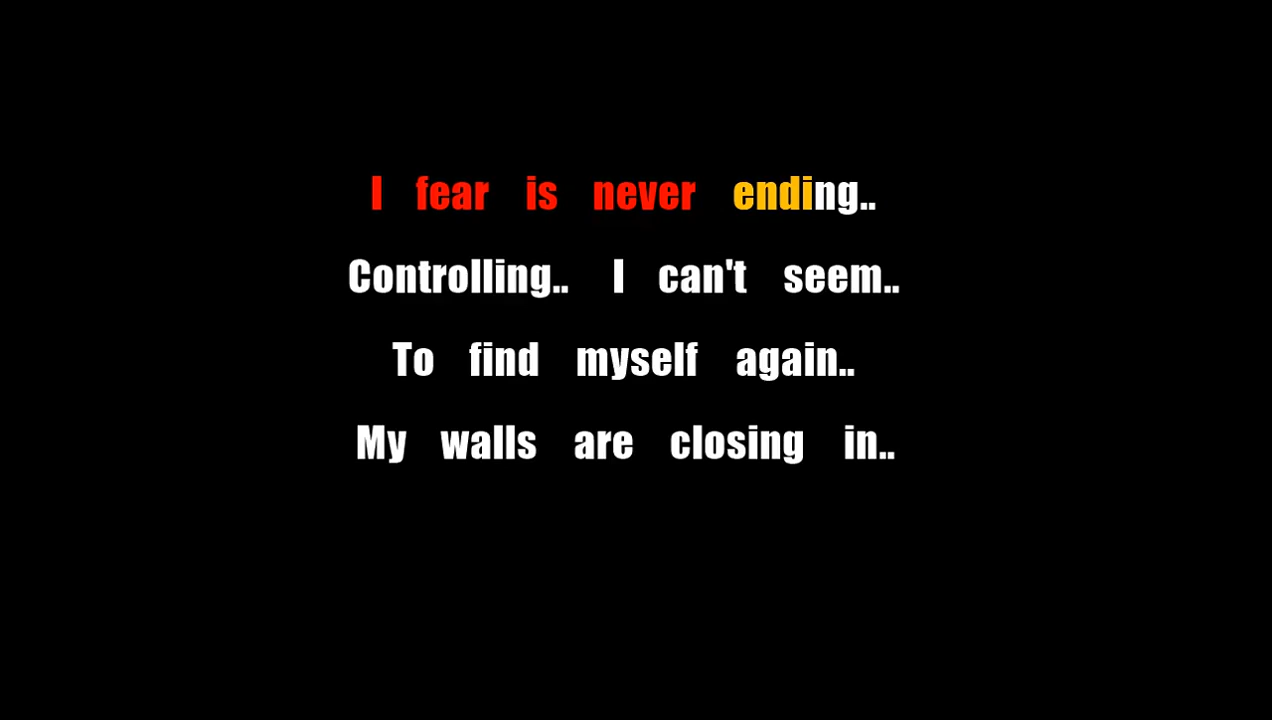 I fear is never ending..
Controlling.. I can't seem..
To find myself again..
My walls are closing in..